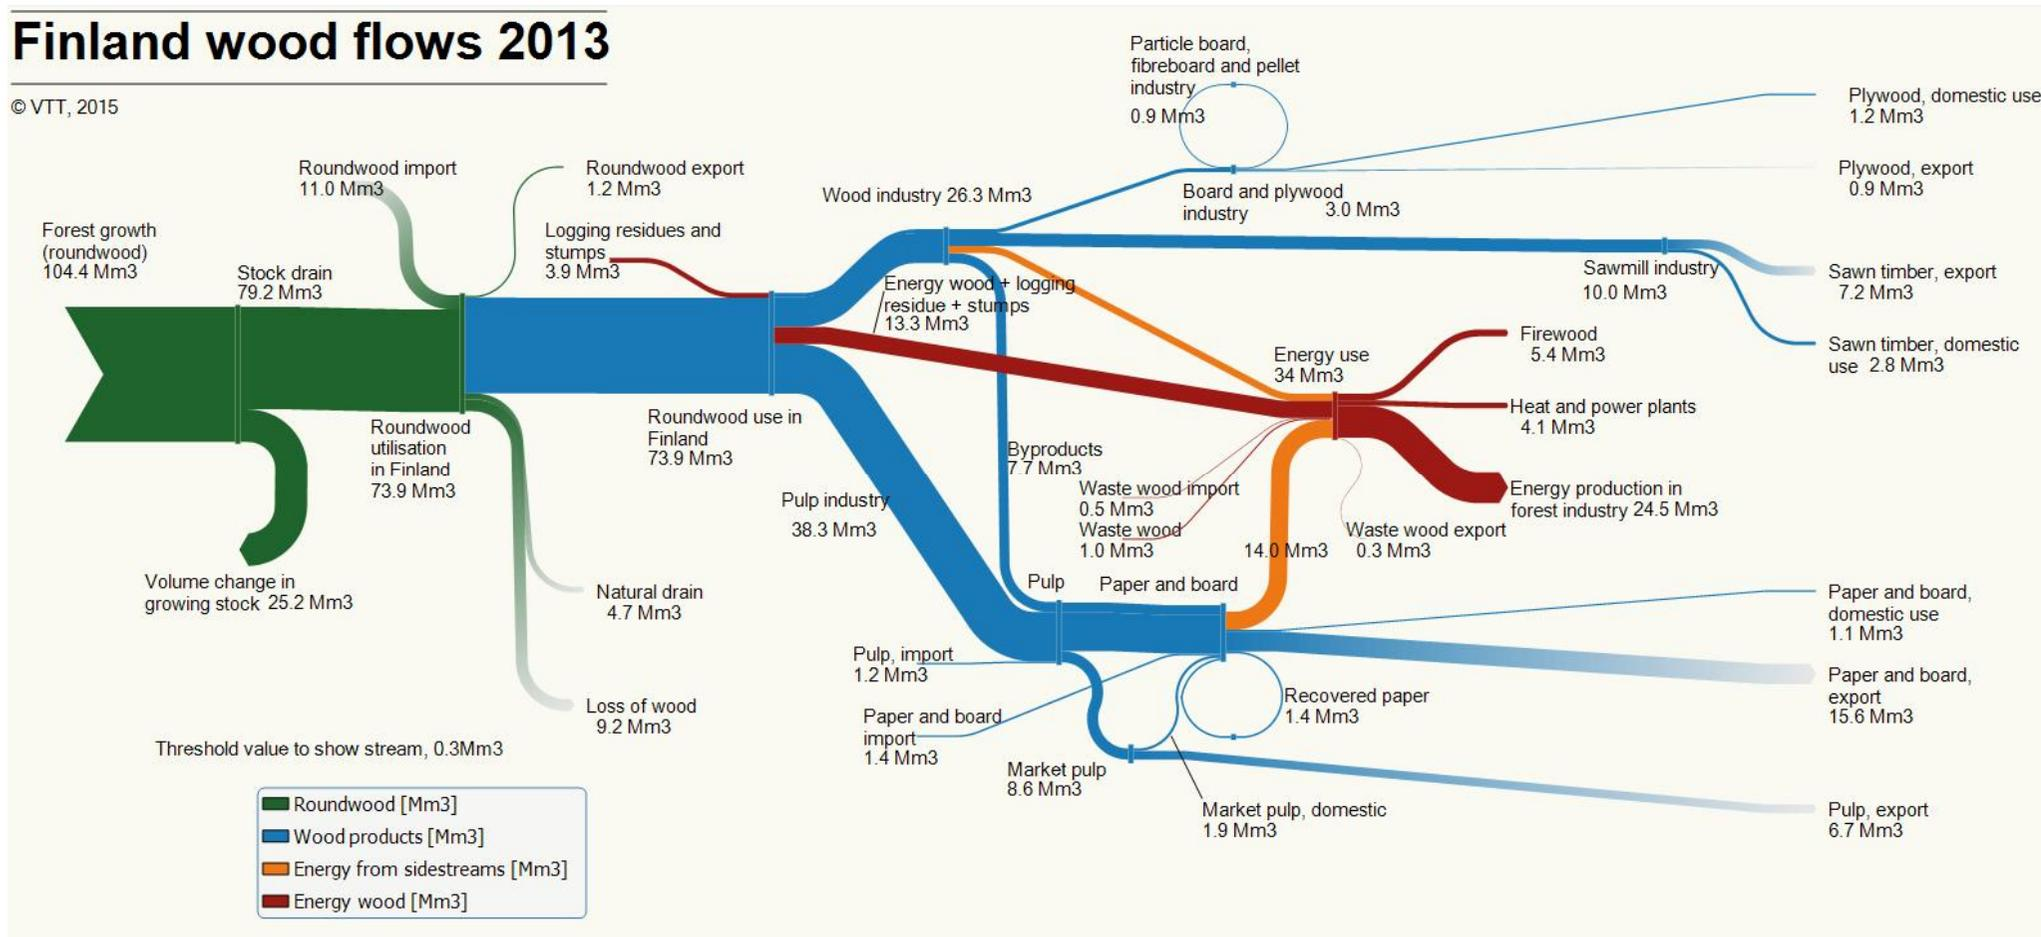 Finland wood flows 2013
© VTT, 2015
Forest growth
(roundwood)
104.4 Mm3
Stock drain
79.2 Mm3
Volume change in
growing stock 25.2 Mm3
Roundwood import
11.0 Mm3
Roundwood export
1.2 Mm3
Roundwood
utilisation
in Finland
73.9 Mm3
Natural drain
4.7 Mm3
Loss of wood
9.2 Mm3
Logging residues and
stumps
3.9 Mm3
Roundwood use in
Finland
73.9 Mm3
Wood industry 26.3 Mm3
Energy wood + logging
residue + stumps
13.3 Mm3
Pulp industry
38.3 Mm3
Particle board,
fibreboard and pellet
industry
0.9 Mm3
Board and plywood
industry 3.0 Mm3
Plywood, domestic use
1.2 Mm3
Plywood, export
0.9 Mm3
Sawmill industry
10.0 Mm3
Sawn timber, export
7.2 Mm3
Sawn timber, domestic
use 2.8 Mm3
Energy use
34 Mm3
Firewood
5.4 Mm3
Heat and power plants
4.1 Mm3
Energy production in
forest industry 24.5 Mm3
Byproducts
7.7 Mm3
Waste wood import
0.5 Mm3
Waste wood
1.0 Mm3
14.0 Mm3
Waste wood export
0.3 Mm3
Pulp
Paper and board
Pulp, import
1.2 Mm3
Paper and board
import
1.4 Mm3
Market pulp
8.6 Mm3
Recovered paper
1.4 Mm3
Market pulp, domestic
1.9 Mm3
Paper and board,
domestic use
1.1 Mm3
Paper and board,
export
15.6 Mm3
Pulp, export
6.7 Mm3
Threshold value to show stream, 0.3Mm3
Roundwood [Mm3]
Wood products [Mm3]
Energy from sidestreams [Mm3]
Energy wood [Mm3]